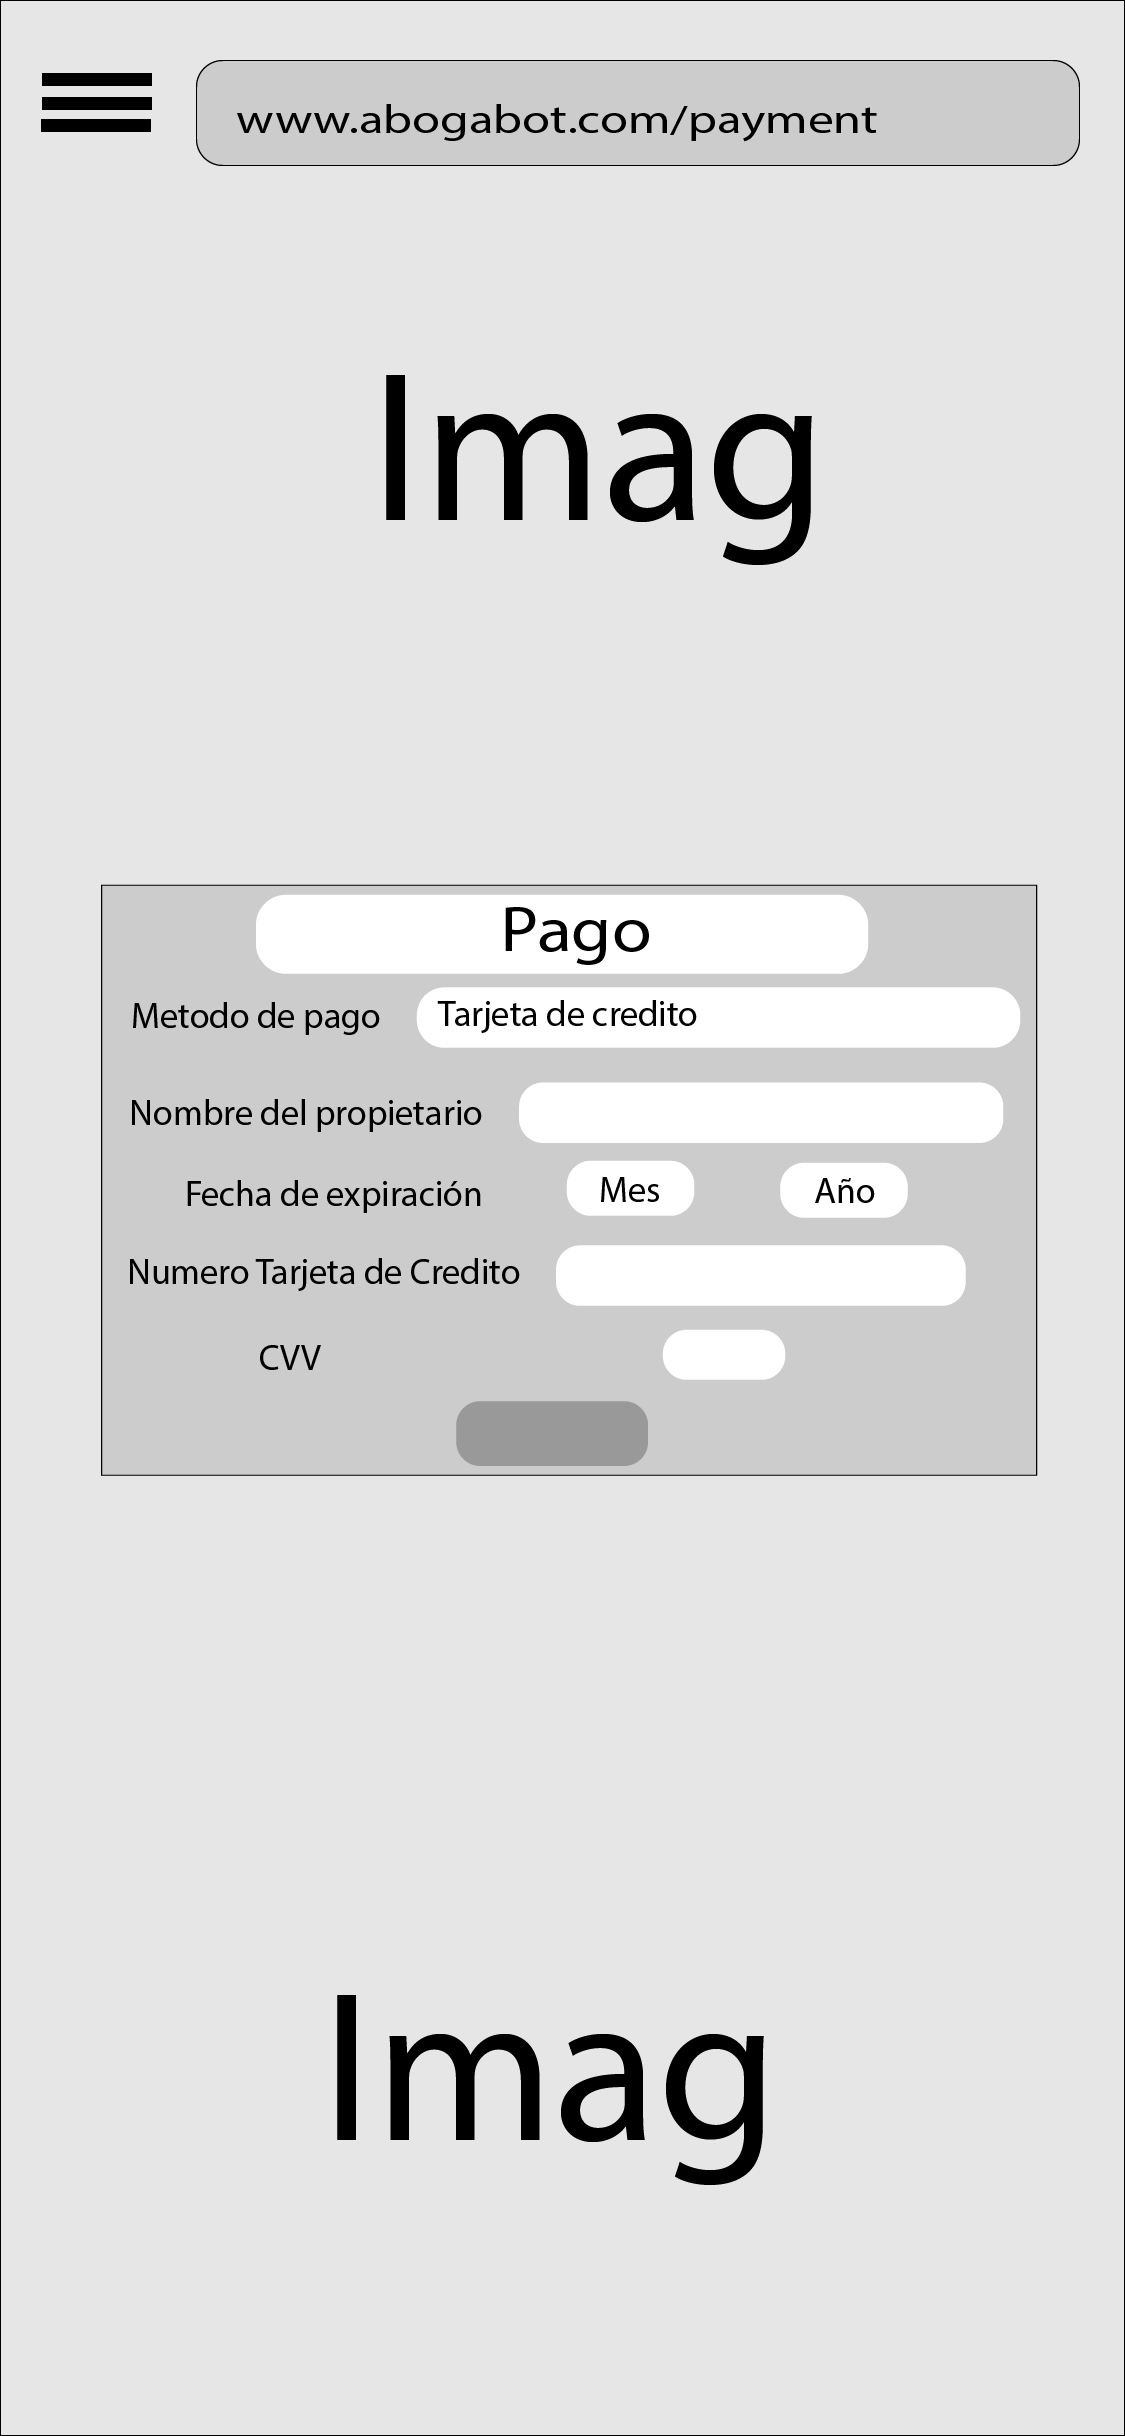 www.abogabot.com/payment
Imag
Pago
Metodo de pago Tarjeta de credito
Nombre del propietario
Fecha de expiración Mes Año
Numero Tarjeta de Credito
CVV
Imag